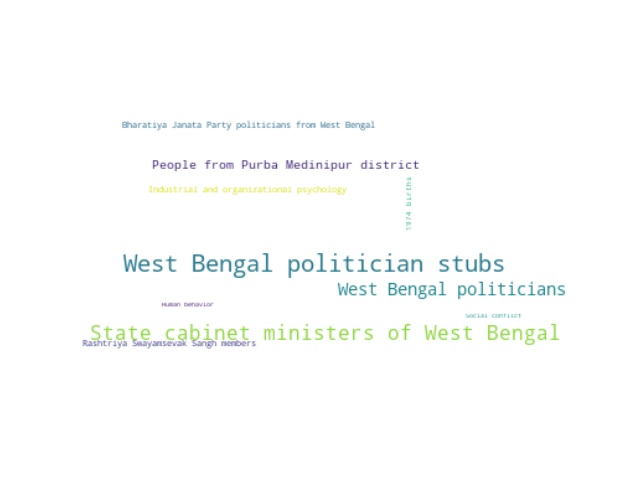 Bharatiya Janata Party politicians from West Bengal
People from Purba Medinipur district
Industrial and organizational psychology
1974 births
West Bengal politician stubs
West Bengal politicians
Human behavior
Social conflict
State cabinet ministers of West Bengal
Rashtriya Swayamsevak Sangh members